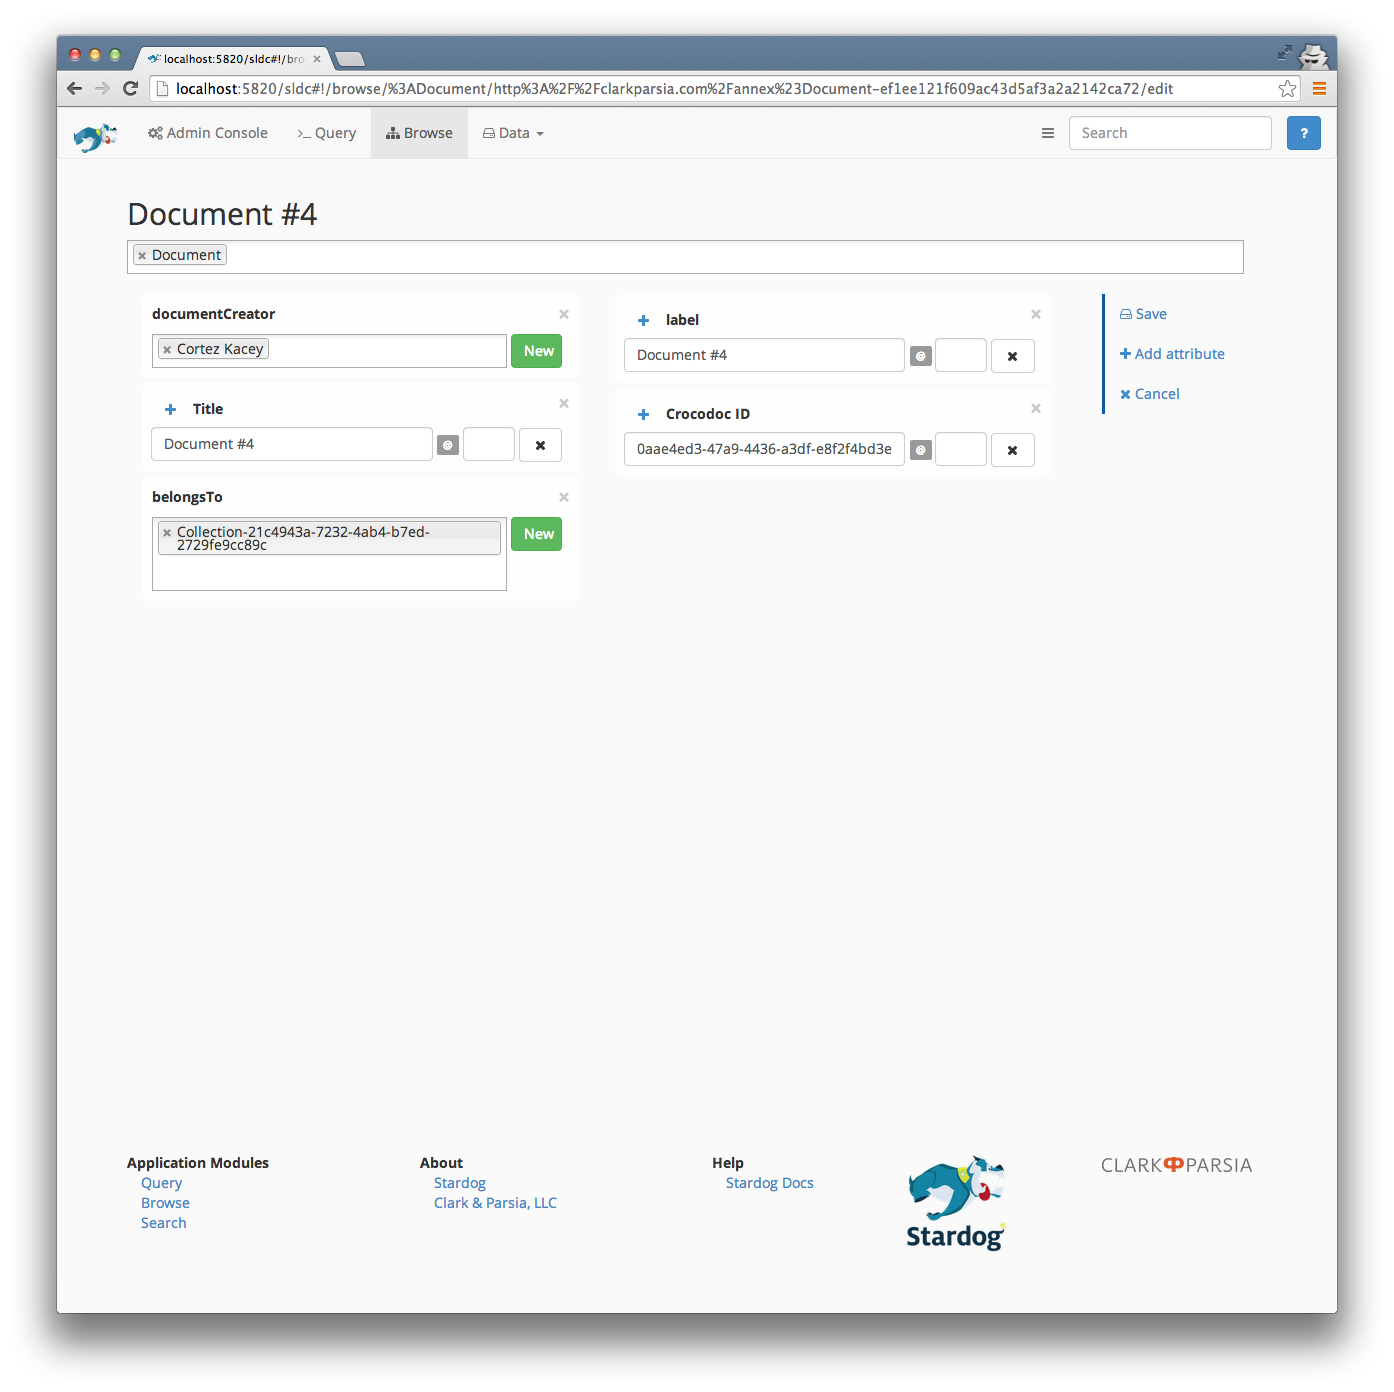 localhost:5820/sldc#!/bro
localhost:5820/sldc#!/browse/%3ADocument/http%3A%2F%2Fclarkparsia.com%2Fannex%23Document-ef1ee121f609ac43d5af3a2a2142ca72/edit
Admin Console >_ Query Browse Data Search ?
Document #4
Document
documentCreator
Cortez Kacey New
label
Document #4 @
Save
Add attribute
Cancel
Title
Document #4 @
Crocodoc ID
0aae4ed3-47a9-4436-a3df-e8f2f4bd3e @
belongsTo
Collection-21c4943a-7232-4ab4-b7ed-
2729fe9cc89c
New
Application Modules
Query
Browse
Search
About
Stardog
Clark & Parsia, LLC
Help
Stardog Docs
Stardog
CLARK PARSIA